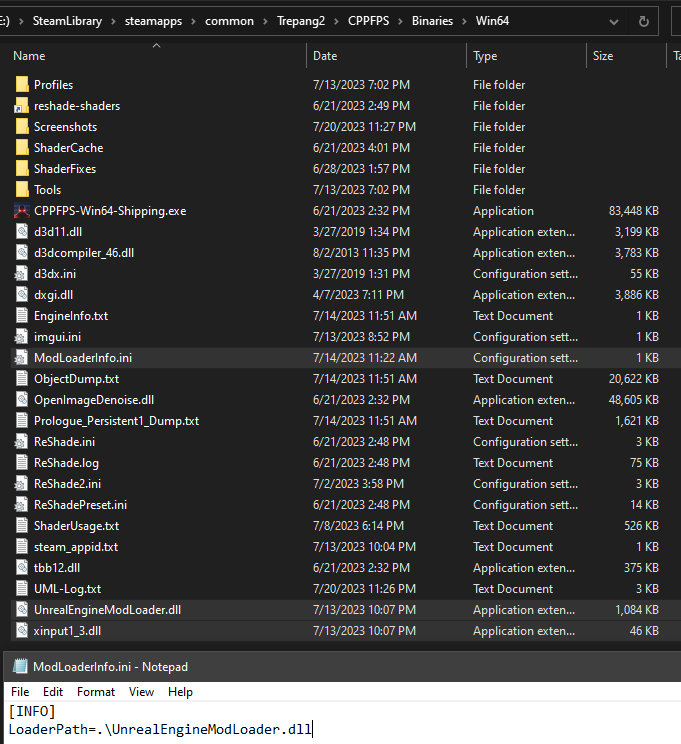 E:) > SteamLibrary > steamapps > common > Trepang2 > CPPFPS > Binaries > Win64
Name Date Type Size
Profiles 7/13/2023 7:02 PM File folder
reshade-shaders 6/21/2023 2:49 PM File folder
Screenshots 7/20/2023 11:27 PM File folder
ShaderCache 6/21/2023 4:01 PM File folder
ShaderFixes 6/28/2023 1:57 PM File folder
Tools 7/13/2023 7:02 PM File folder
CPPFPS-Win64-Shipping.exe 6/21/2023 2:32 PM Application 83,448 KB
d3d11.dll 3/27/2019 1:34 PM Application exten... 3,199 KB
d3dcompiler_46.dll 8/2/2013 11:35 PM Application exten... 3,783 KB
d3dx.ini 3/27/2019 1:31 PM Configuration sett... 55 KB
dxgi.dll 4/7/2023 7:11 PM Application exten... 3,886 KB
EngineInfo.txt 7/14/2023 11:51 AM Text Document 1 KB
imgui.ini 7/13/2023 8:52 PM Configuration sett... 1 KB
ModLoaderInfo.ini 7/14/2023 11:22 AM Configuration sett... 1 KB
ObjectDump.txt 7/14/2023 11:51 AM Text Document 20,622 KB
OpenImageDenoise.dll 6/21/2023 2:32 PM Application exten... 48,605 KB
Prologue_Persistent1_Dump.txt 7/14/2023 11:51 AM Text Document 1,621 KB
ReShade.ini 6/21/2023 2:48 PM Configuration sett... 3 KB
ReShade.log 6/21/2023 2:48 PM Text Document 75 KB
ReShade2.ini 7/2/2023 3:58 PM Configuration sett... 3 KB
ReShadePreset.ini 6/21/2023 2:48 PM Configuration sett... 14 KB
ShaderUsage.txt 7/8/2023 6:14 PM Text Document 526 KB
steam_appid.txt 7/13/2023 10:04 PM Text Document 1 KB
tbb12.dll 6/21/2023 2:32 PM Application exten... 375 KB
UML-Log.txt 7/20/2023 11:26 PM Text Document 3 KB
UnrealEngineModLoader.dll 7/13/2023 10:07 PM Application exten... 1,084 KB
xinput1_3.dll 7/13/2023 10:07 PM Application exten... 46 KB
ModLoaderInfo.ini - Notepad
File Edit Format View Help
[INFO]
LoaderPath=.\UnrealEngineModLoader.dll